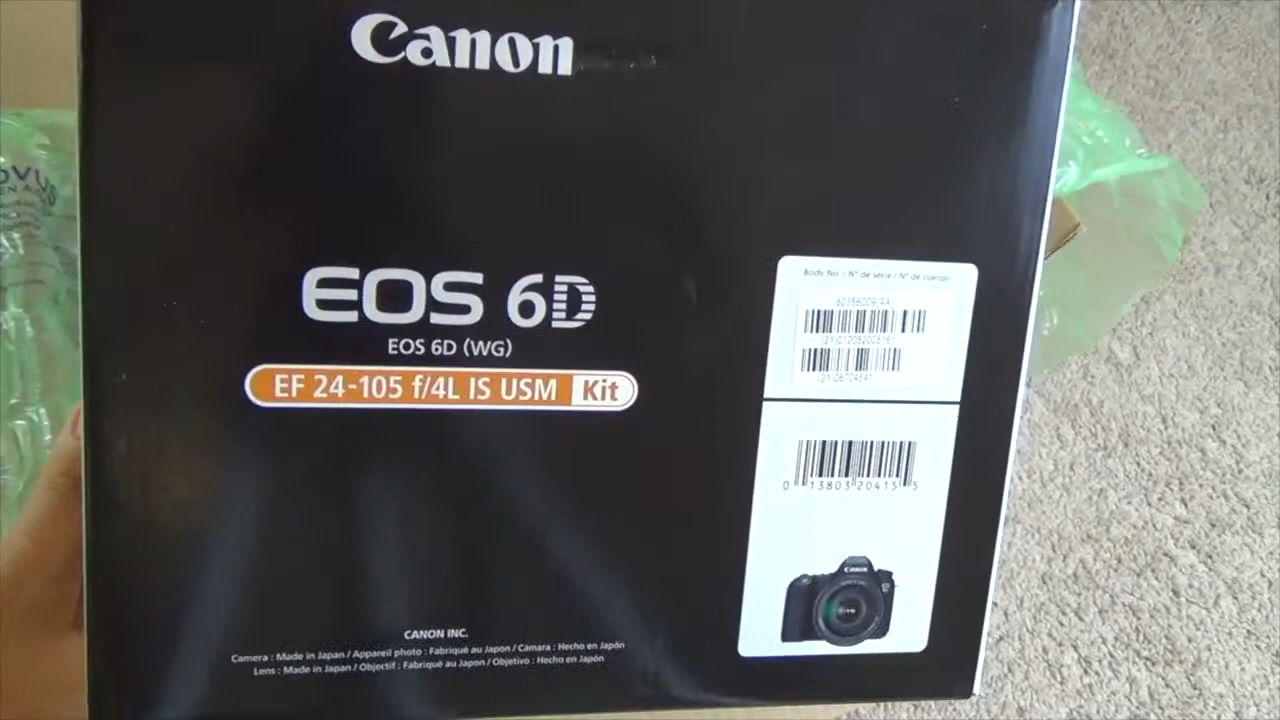 Canon
EOS 6D
EOS 6D (WG)
EF 24-105 f/4L IS USM Kit
Body No. / N° de série / N° de cuerpo
0 13803 20415 5
Canon
CANON INC.
Camera : Made in Japan / Appareil photo : Fabriqué au Japon / Cámara : Hecho en Japón
Lens : Made in Japan / Objectif : Fabriqué au Japon / Objetivo : Hecho en Japón